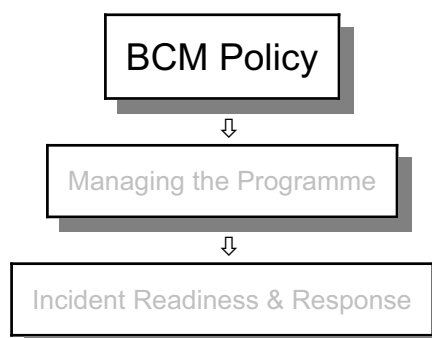 BCM Policy
⇩
Managing the Programme
⇩
Incident Readiness & Response